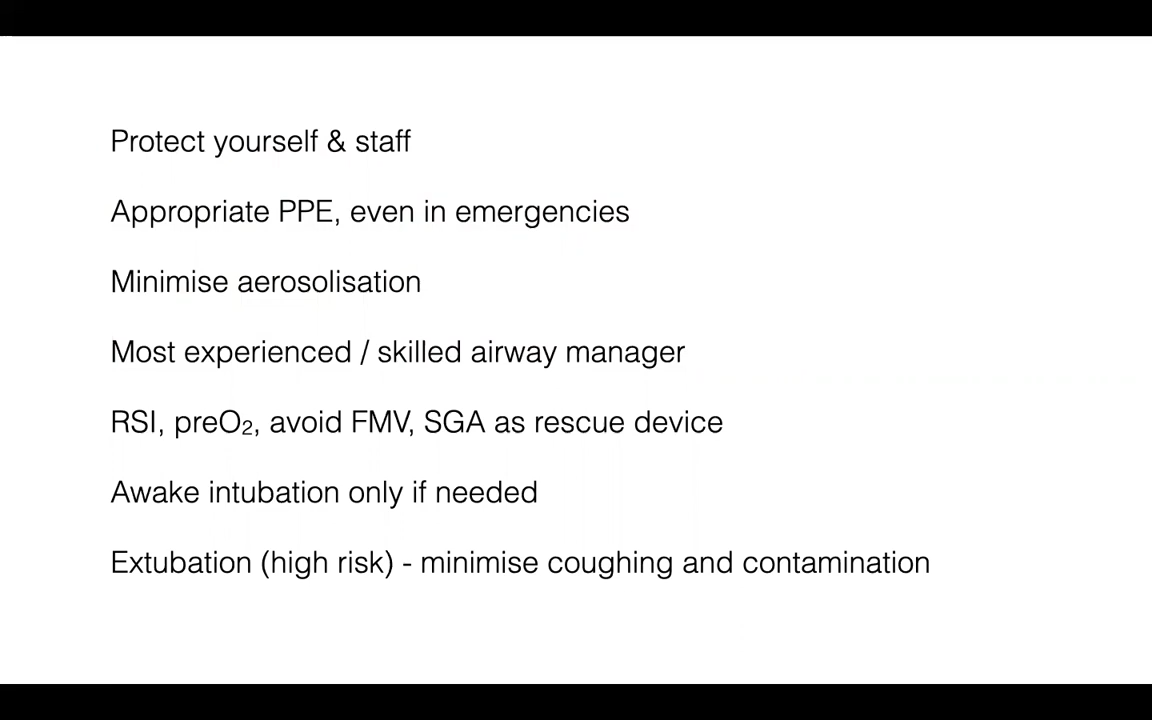 Protect yourself & staff
Appropriate PPE, even in emergencies
Minimise aerosolisation
Most experienced / skilled airway manager
RSI, preO₂, avoid FMV, SGA as rescue device
Awake intubation only if needed
Extubation (high risk) - minimise coughing and contamination